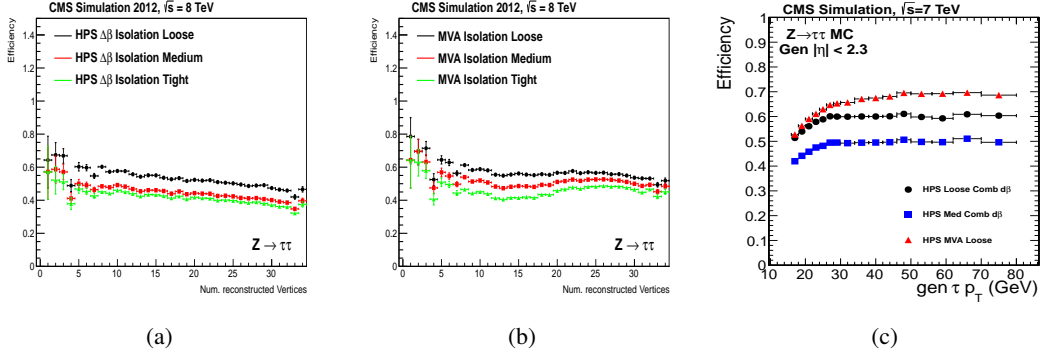 CMS Simulation 2012, √s = 8 TeV
Efficiency
1.4
1.2
1
0.8
0.6
0.4
0.2
0
HPS Δβ Isolation Loose
HPS Δβ Isolation Medium
HPS Δβ Isolation Tight
Z → ττ
0 5 10 15 20 25 30
Num. reconstructed Vertices
(a)
CMS Simulation 2012, √s = 8 TeV
Efficiency
1.4
1.2
1
0.8
0.6
0.4
0.2
0
MVA Isolation Loose
MVA Isolation Medium
MVA Isolation Tight
Z → ττ
0 5 10 15 20 25 30
Num. reconstructed Vertices
(b)
CMS Simulation, √s=7 TeV
Efficiency
1
0.9
0.8
0.7
0.6
0.5
0.4
0.3
0.2
0.1
0
Z→ττ MC
Gen |η| < 2.3
HPS Loose Comb dβ
HPS Med Comb dβ
HPS MVA Loose
10 20 30 40 50 60 70 80
gen τ p_T (GeV)
(c)